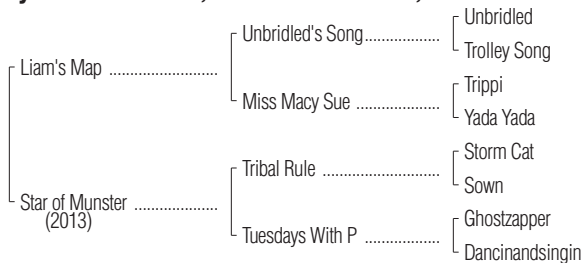 Unbridled
Unbridled's Song
Trolley Song
Liam's Map
Trippi
Miss Macy Sue
Yada Yada
Storm Cat
Tribal Rule
Sown
Star of Munster
(2013)
Ghostzapper
Tuesdays With P
Dancinandsingin